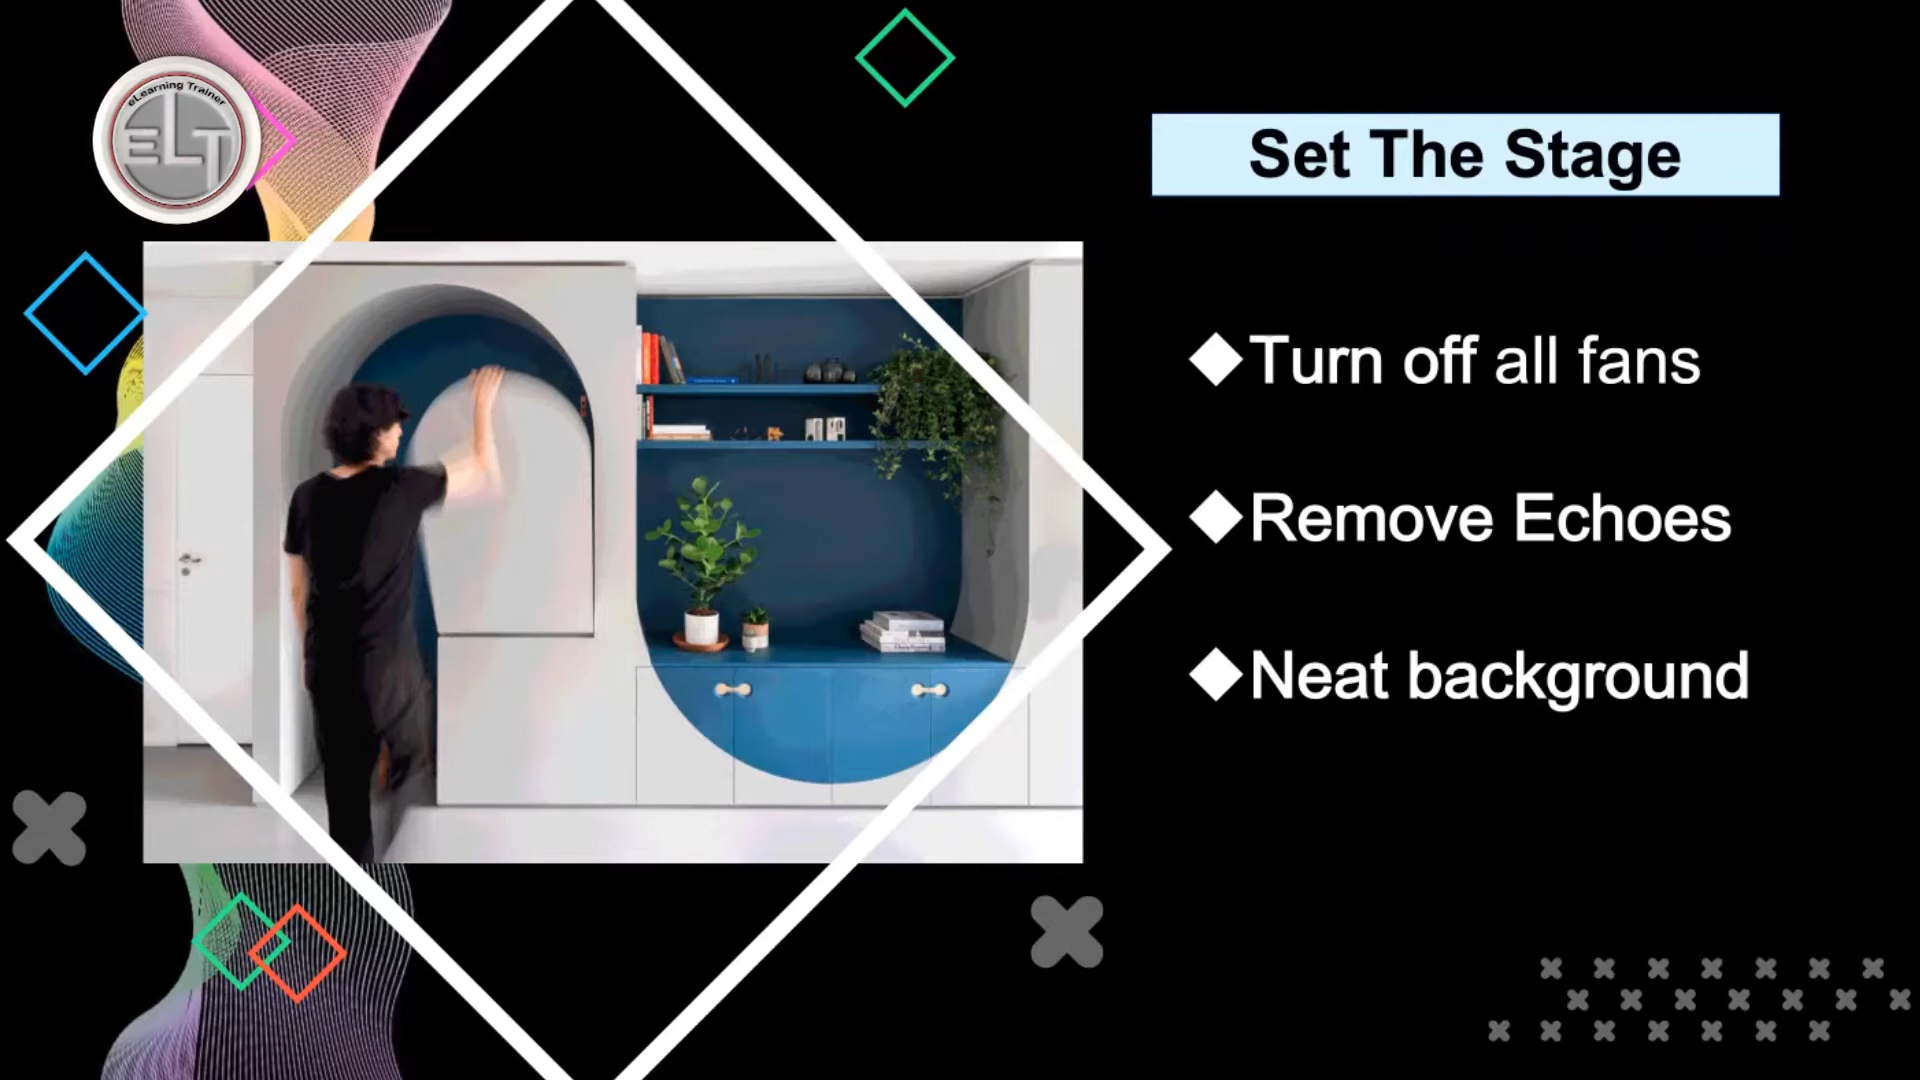 eLearning Trainer
ELT
Set The Stage
Turn off all fans
Remove Echoes
Neat background